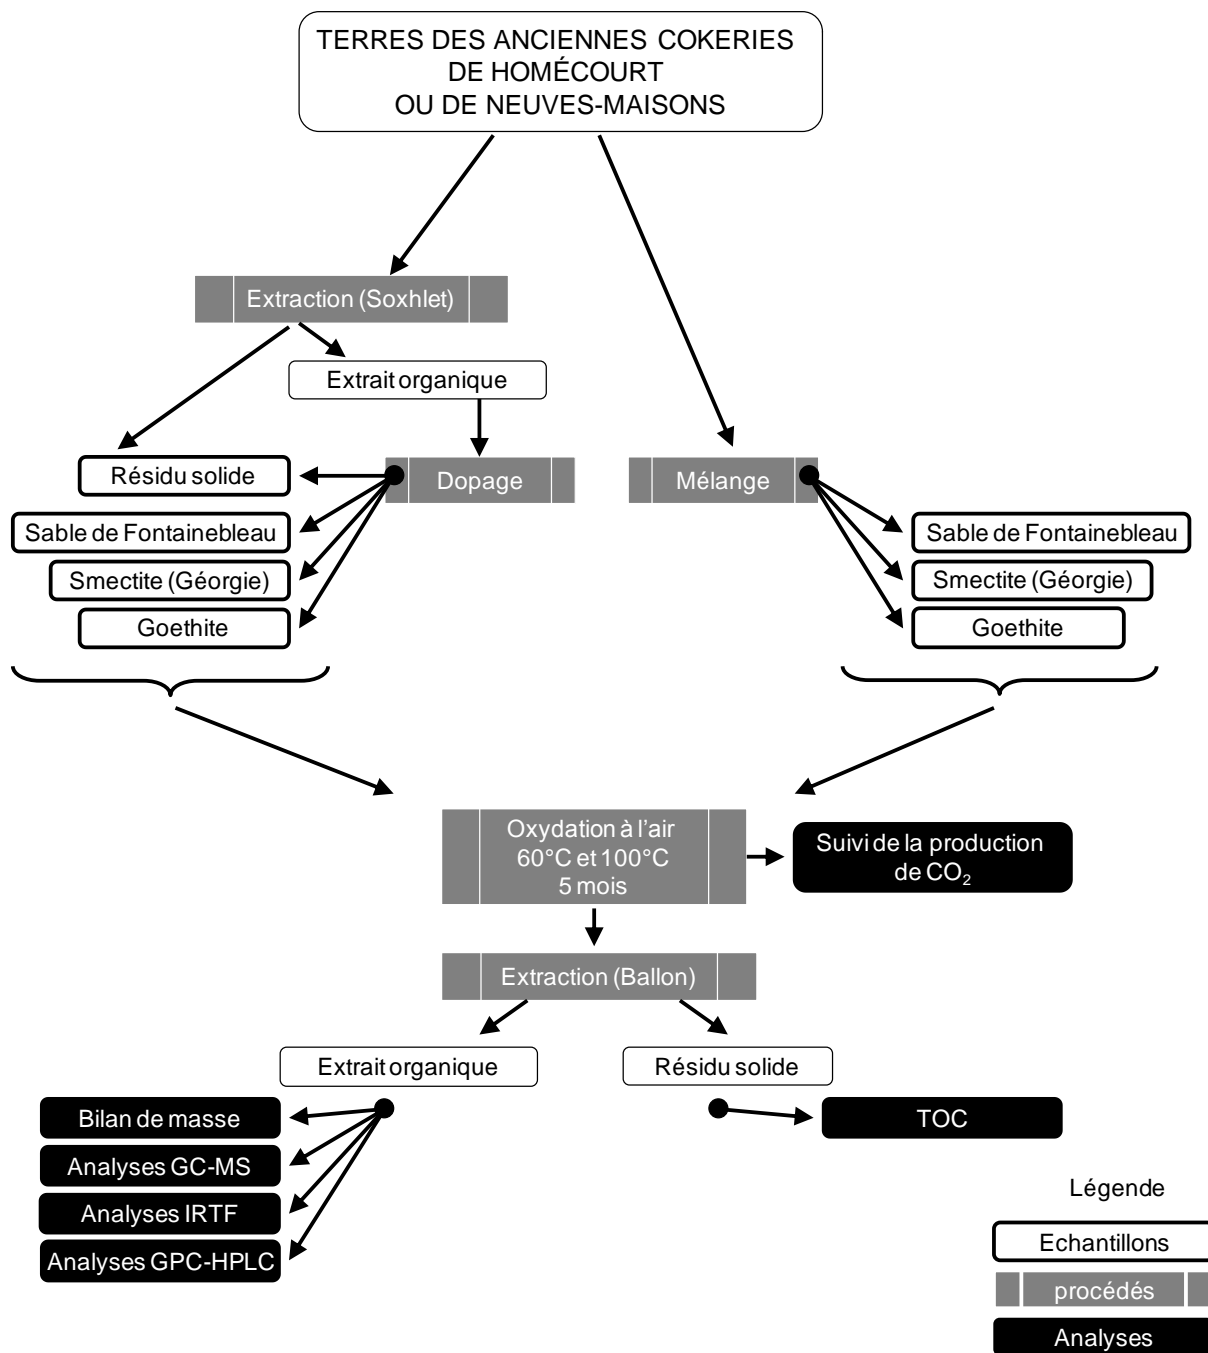 TERRES DES ANCIENNES COKERIES
DE HOMÉCOURT
OU DE NEUVES-MAISONS
Extraction (Soxhlet)
Extrait organique
Résidu solide
Dopage
Mélange
Sable de Fontainebleau
Smectite (Géorgie)
Goethite
Sable de Fontainebleau
Smectite (Géorgie)
Goethite
Oxydation à l'air
60°C et 100°C
5 mois
Suivi de la production
de CO₂
Extraction (Ballon)
Extrait organique
Résidu solide
Bilan de masse
Analyses GC-MS
Analyses IRTF
Analyses GPC-HPLC
TOC
Légende
Echantillons
procédés
Analyses